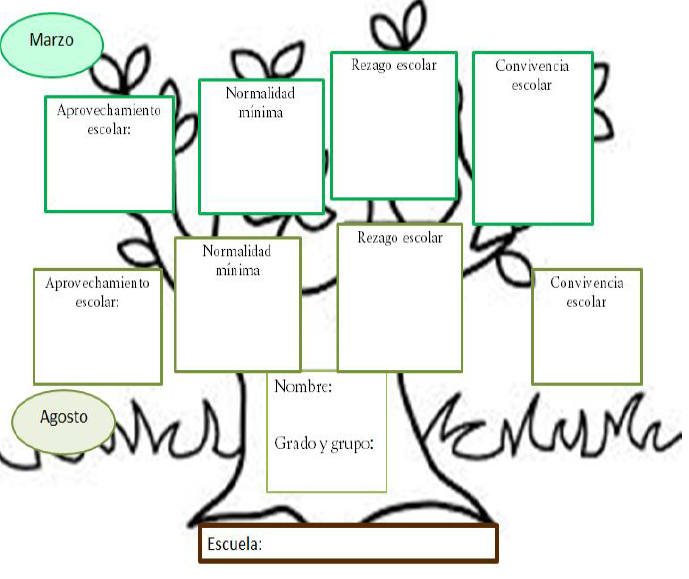 Marzo
Aprovechamiento
escolar:
Normalidad
mínima
Rezago escolar
Convivencia
escolar
Aprovechamiento
escolar:
Normalidad
mínima
Rezago escolar
Convivencia
escolar
Agosto
Nombre:
Grado y grupo:
Escuela: